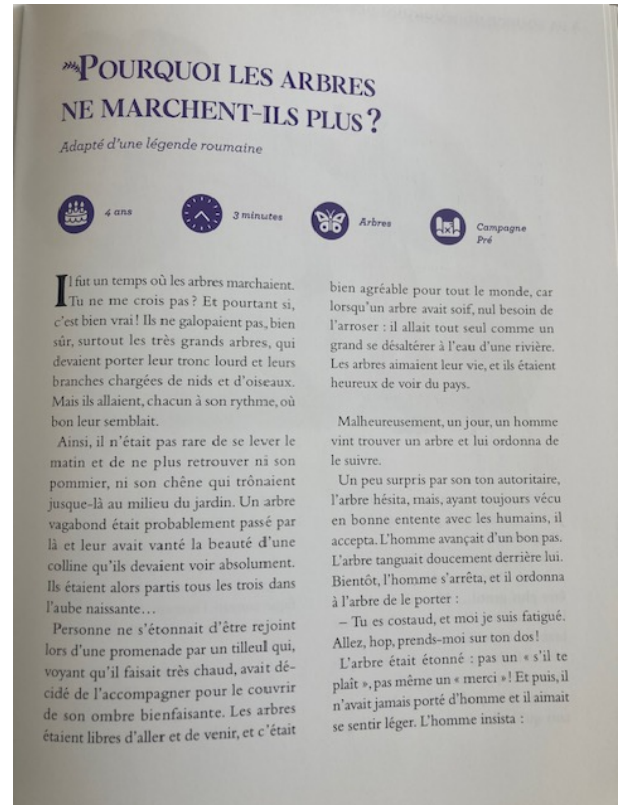 POURQUOI LES ARBRES
NE MARCHENT-ILS PLUS ?
Adapté d'une légende roumaine
4 ans
3 minutes
Arbres
Campagne
Pré
Il fut un temps où les arbres marchaient.
Tu ne me crois pas ? Et pourtant si,
c'est bien vrai ! Ils ne galopaient pas, bien
sûr, surtout les très grands arbres, qui
devaient porter leur tronc lourd et leurs
branches chargées de nids et d'oiseaux.
Mais ils allaient, chacun à son rythme, où
bon leur semblait.
Ainsi, il n'était pas rare de se lever le
matin et de ne plus retrouver ni son
pommier, ni son chêne qui trônaient
jusque-là au milieu du jardin. Un arbre
vagabond était probablement passé par
là et leur avait vanté la beauté d'une
colline qu'ils devaient voir absolument.
Ils étaient alors partis tous les trois dans
l'aube naissante…
Personne ne s'étonnait d'être rejoint
lors d'une promenade par un tilleul qui,
voyant qu'il faisait très chaud, avait dé-
cidé de l'accompagner pour le couvrir
de son ombre bienfaisante. Les arbres
étaient libres d'aller et de venir, et c'était
bien agréable pour tout le monde, car
lorsqu'un arbre avait soif, nul besoin de
l'arroser : il allait tout seul comme un
grand se désaltérer à l'eau d'une rivière.
Les arbres aimaient leur vie, et ils étaient
heureux de voir du pays.
Malheureusement, un jour, un homme
vint trouver un arbre et lui ordonna de
le suivre.
Un peu surpris par son ton autoritaire,
l'arbre hésita, mais, ayant toujours vécu
en bonne entente avec les humains, il
accepta. L'homme avançait d'un bon pas.
L'arbre tanguait doucement derrière lui.
Bientôt, l'homme s'arrêta, et il ordonna
à l'arbre de le porter :
– Tu es costaud, et moi je suis fatigué.
Allez, hop, prends-moi sur ton dos !
L'arbre était étonné : pas un « s'il te
plaît », pas même un « merci » ! Et puis, il
n'avait jamais porté d'homme et il aimait
se sentir léger. L'homme insista :